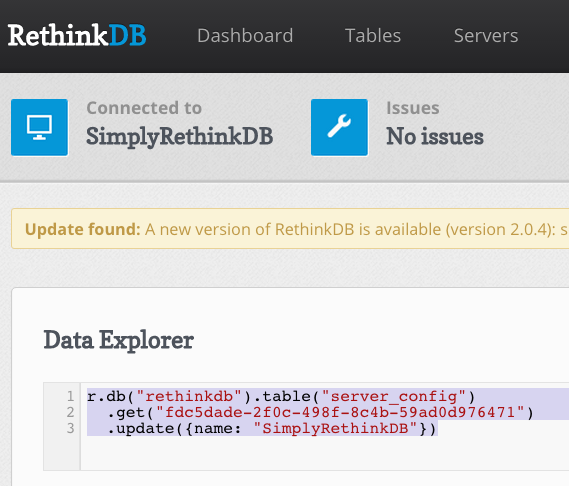 RethinkDB Dashboard Tables Servers
Connected to
SimplyRethinkDB
Issues
No issues
Update found: A new version of RethinkDB is available (version 2.0.4): s
Data Explorer
1 r.db("rethinkdb").table("server_config")
2 .get("fdc5dade-2f0c-498f-8c4b-59ad0d976471")
3 .update({name: "SimplyRethinkDB"})